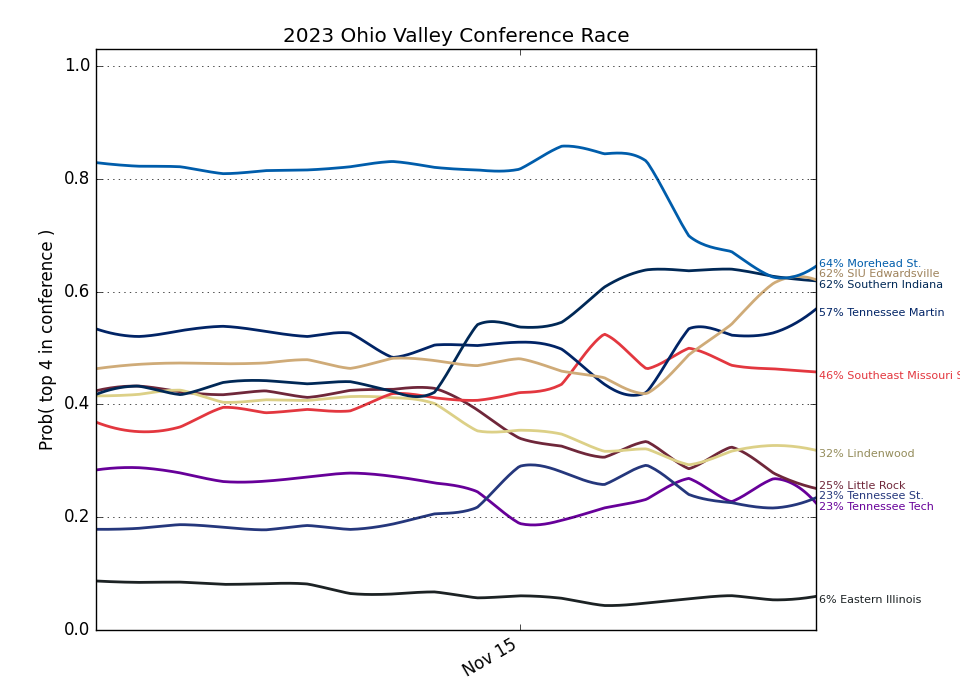 2023 Ohio Valley Conference Race
1.0
0.8
0.6
0.4
0.2
0.0
Prob( top 4 in conference )
Nov 15
64% Morehead St.
62% SIU Edwardsville
62% Southern Indiana
57% Tennessee Martin
46% Southeast Missouri S
32% Lindenwood
25% Little Rock
23% Tennessee St.
23% Tennessee Tech
6% Eastern Illinois